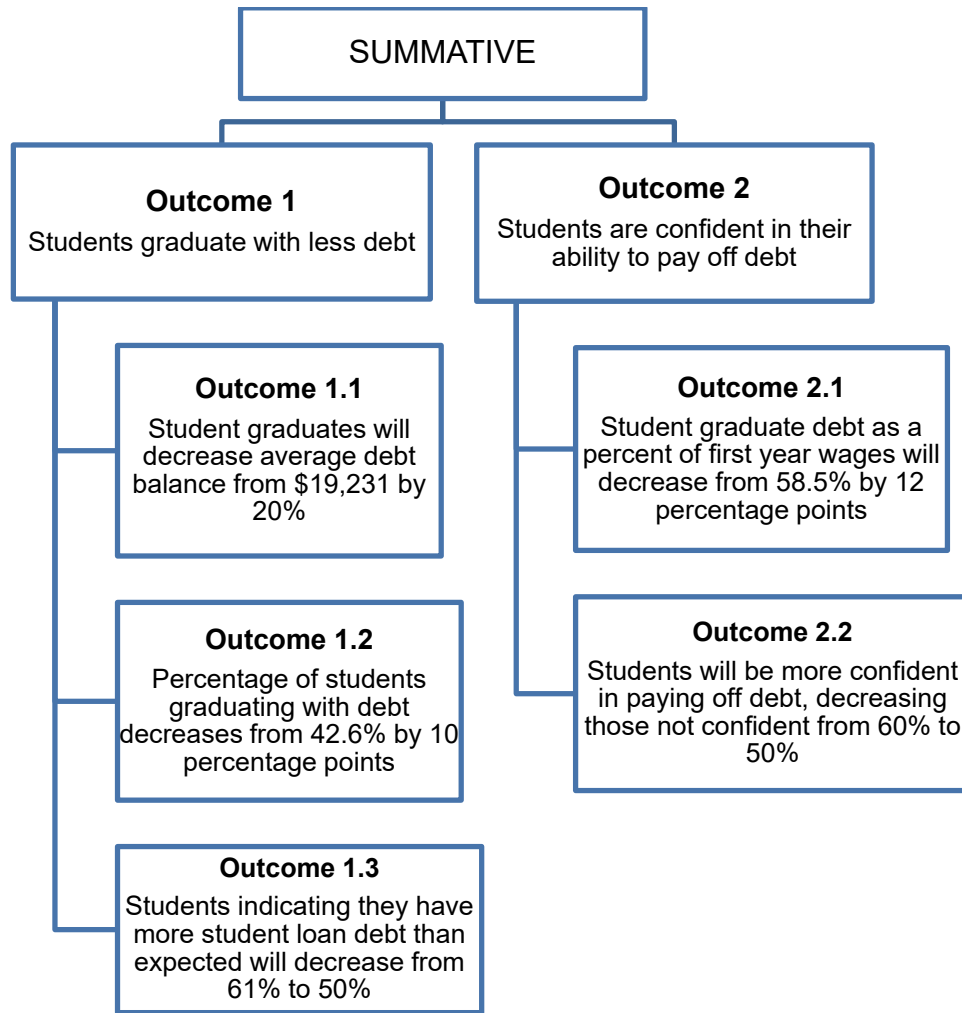 SUMMATIVE
Outcome 1
Students graduate with less debt
Outcome 1.1
Student graduates will
decrease average debt
balance from $19,231 by
20%
Outcome 1.2
Percentage of students
graduating with debt
decreases from 42.6% by 10
percentage points
Outcome 1.3
Students indicating they have
more student loan debt than
expected will decrease from
61% to 50%
Outcome 2
Students are confident in their
ability to pay off debt
Outcome 2.1
Student graduate debt as a
percent of first year wages will
decrease from 58.5% by 12
percentage points
Outcome 2.2
Students will be more confident
in paying off debt, decreasing
those not confident from 60% to
50%